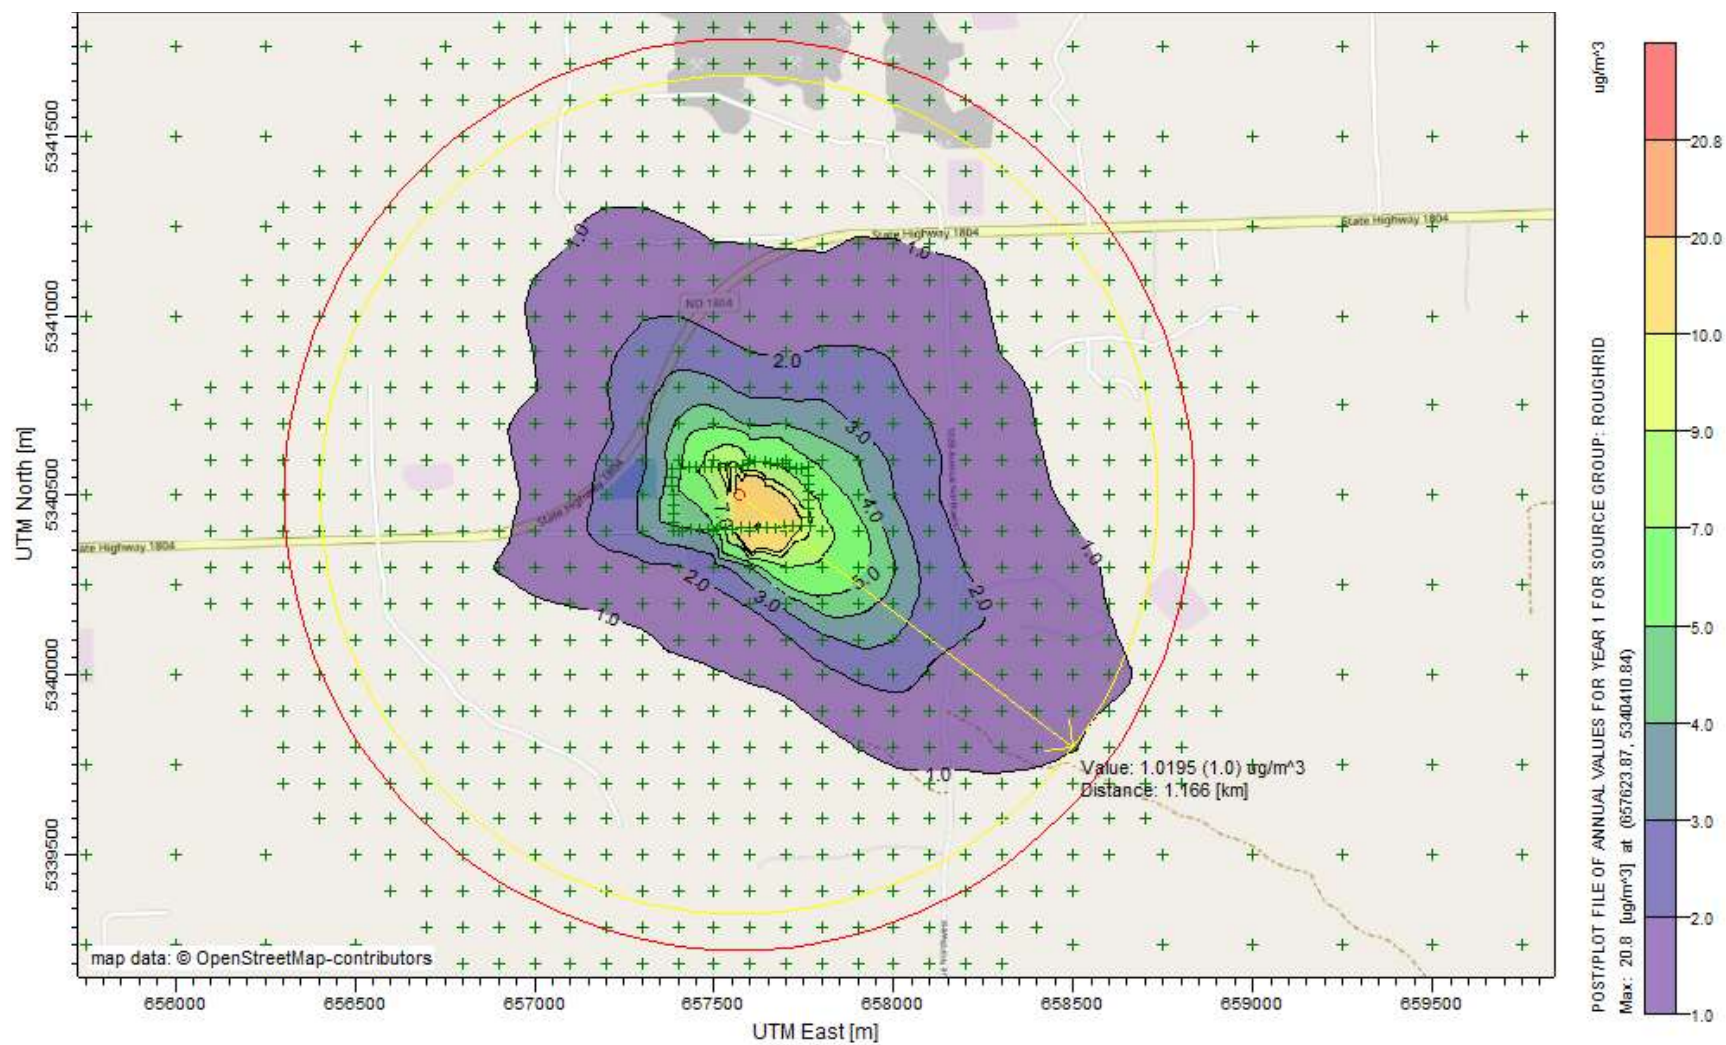 ug/m^3
5341500
5341000
5340500
5340000
5339500
UTM North [m]
State Highway 1804
State Highway 1804
1.0
1.0
ND 1804
2.0
3.0
State Highway 1804
4.0
7.0
ate Highway 1804
1.0
5.0
2.0
3.0
2.0
1.0
1.0
Value: 1.0195 (1.0) ug/m^3
Distance: 1.166 [km]
map data: © OpenStreetMap-contributors
656000
656500
657000
657500
658000
658500
659000
659500
UTM East [m]
POST/PLOT FILE OF ANNUAL VALUES FOR YEAR 1 FOR SOURCE GROUP: ROUGHRID
Max: 20.8 [ug/m^3] at (657623.87, 5340410.84)
20.8
20.0
10.0
9.0
7.0
5.0
4.0
3.0
2.0
1.0